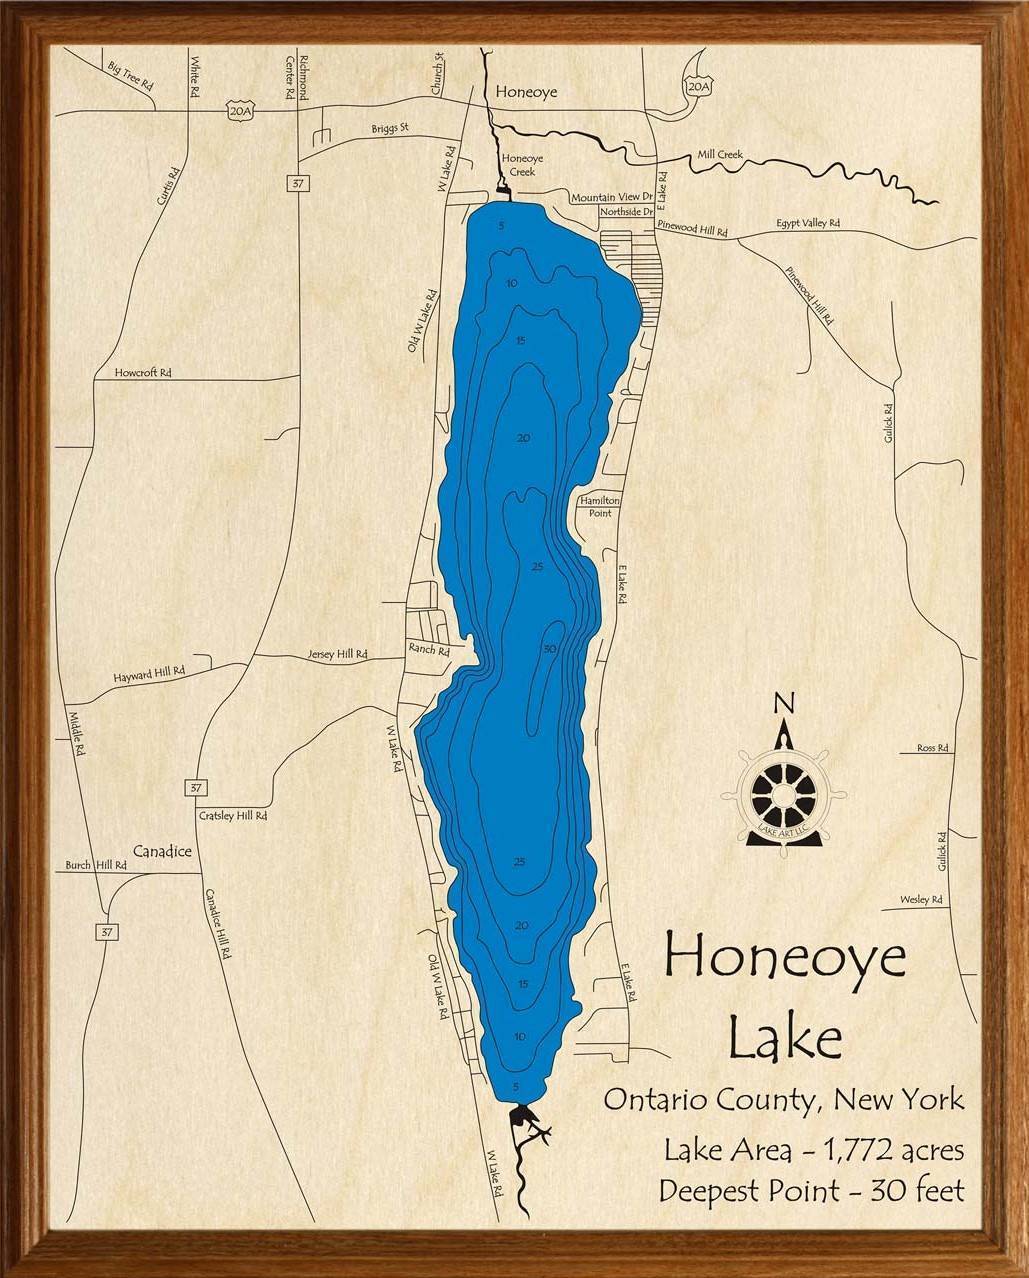 Big Tree Rd
White Rd
Richmond
Center Rd
Church St
20A
Honeoye
20A
Briggs St
Mill Creek
Honeoye
Creek
W Lake Rd
Curtis Rd
37
Mountain View Dr
E Lake Rd
Northside Dr
Pinewood Hill Rd
Egypt Valley Rd
5
10
Pinewood Hill Rd
Old W Lake Rd
15
Howcroft Rd
20
Gulick Rd
Hamilton
Point
25
E Lake Rd
30
Ranch Rd
Jersey Hill Rd
Hayward Hill Rd
N
Middle Rd
W Lake Rd
Ross Rd
37
LAKE ART LLC
Cratsley Hill Rd
Canadice
Burch Hill Rd
25
Gulick Rd
Wesley Rd
Canadice Hill Rd
20
37
Honeoye
Lake
Old W Lake Rd
15
E Lake Rd
10
5
Ontario County, New York
Lake Area - 1,772 acres
Deepest Point - 30 feet
W Lake Rd